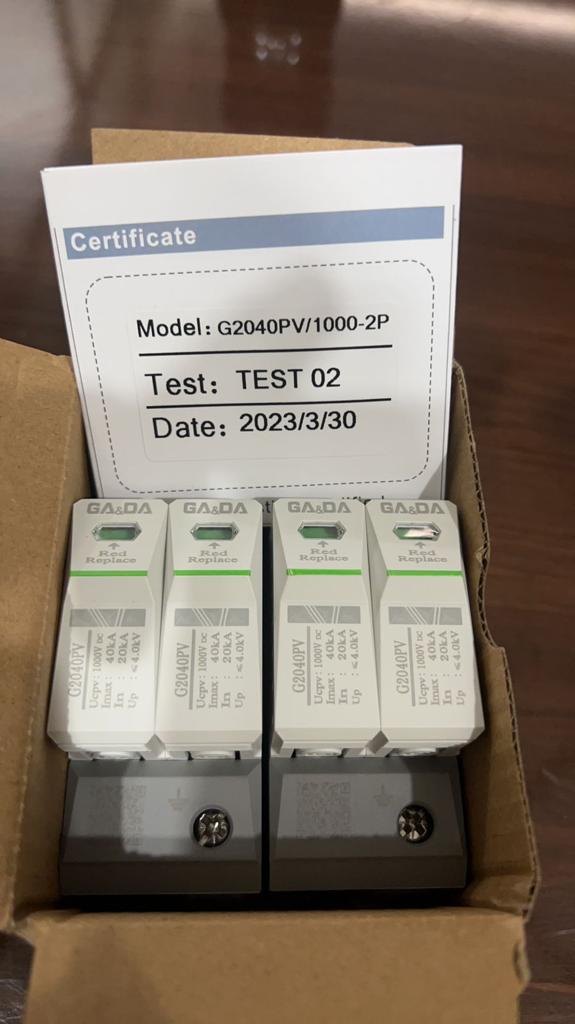 Certificate
Model: G2040PV/1000-2P
Test: TEST 02
Date: 2023/3/30
GA&DA
Red
Replace
G2040PV
Ucpv : 1000V DC
Imax : 40kA
In : 20kA
Up : ≤4.0kV
GA&DA
Red
Replace
G2040PV
Ucpv : 1000V DC
Imax : 40kA
In : 20kA
Up : ≤4.0kV
GA&DA
Red
Replace
G2040PV
Ucpv : 1000V DC
Imax : 40kA
In : 20kA
Up : ≤4.0kV
GA&DA
Red
Replace
G2040PV
Ucpv : 1000V DC
Imax : 40kA
In : 20kA
Up : ≤4.0kV